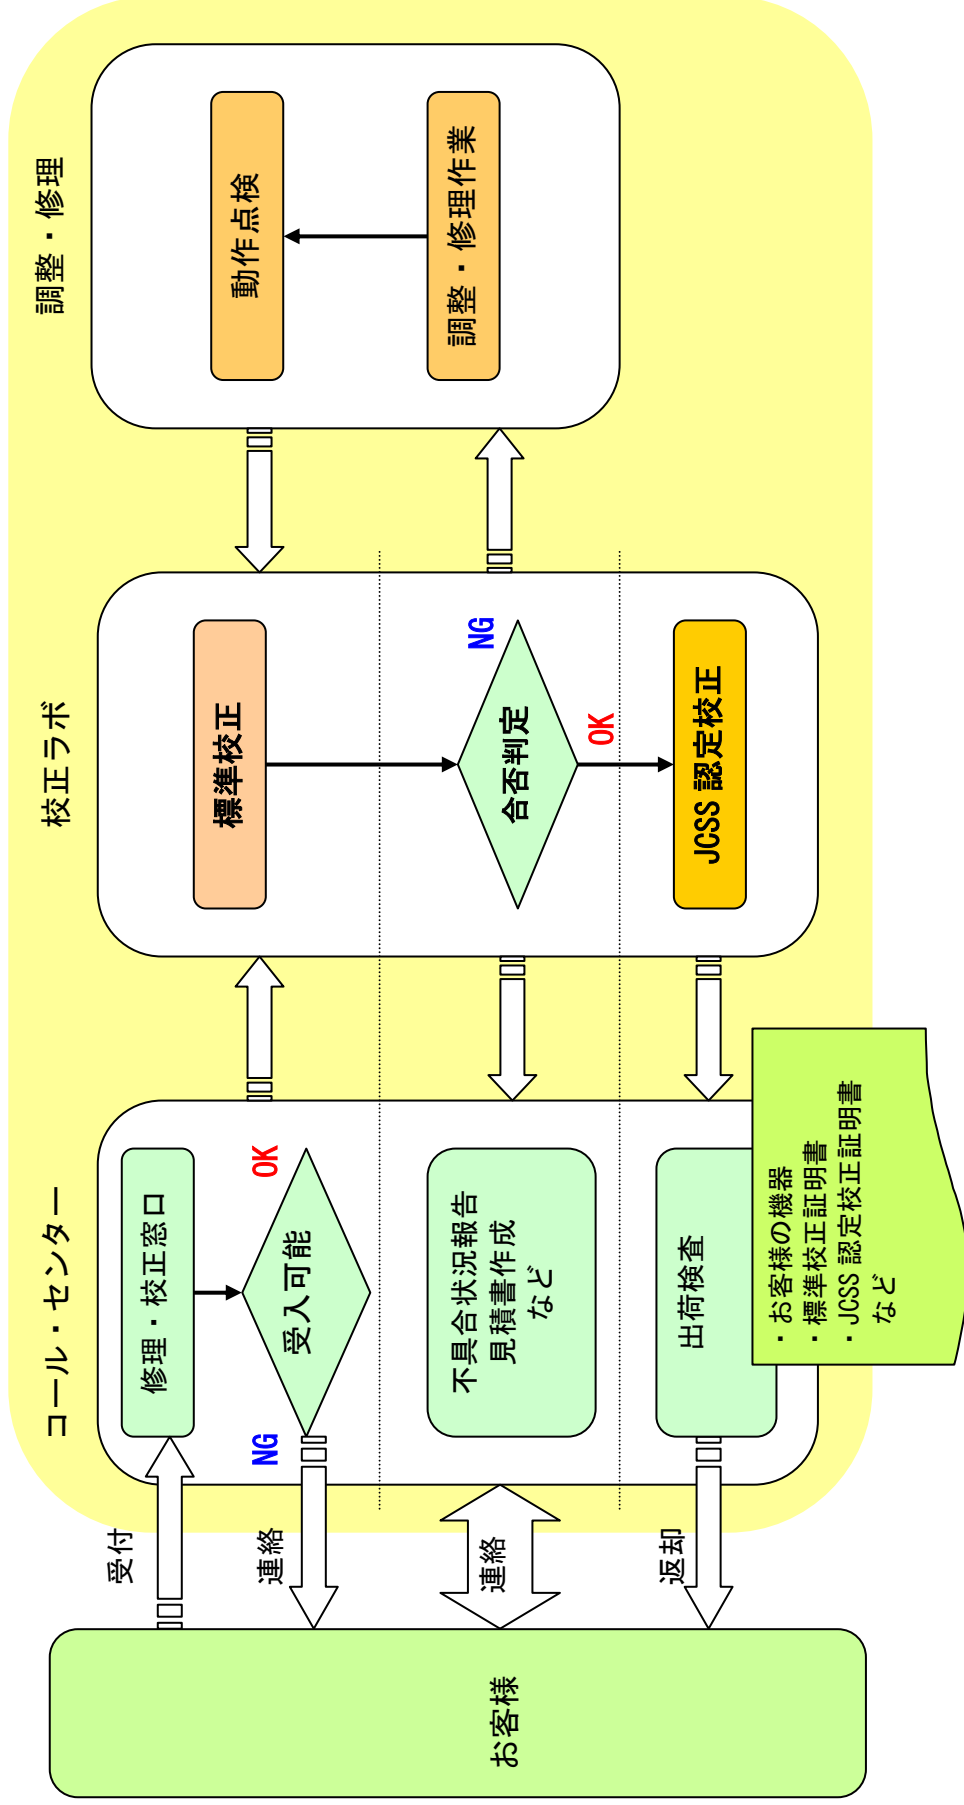 コール・センター
校正ラボ
調整・修理
お客様
受付
連絡
連絡
返却
修理・校正窓口
受入可能
NG
OK
不具合状況報告
見積書作成
など
出荷検査
・お客様の機器
・標準校正証明書
・JCSS 認定校正証明書
など
標準校正
合否判定
NG
OK
JCSS 認定校正
動作点検
調整・修理作業